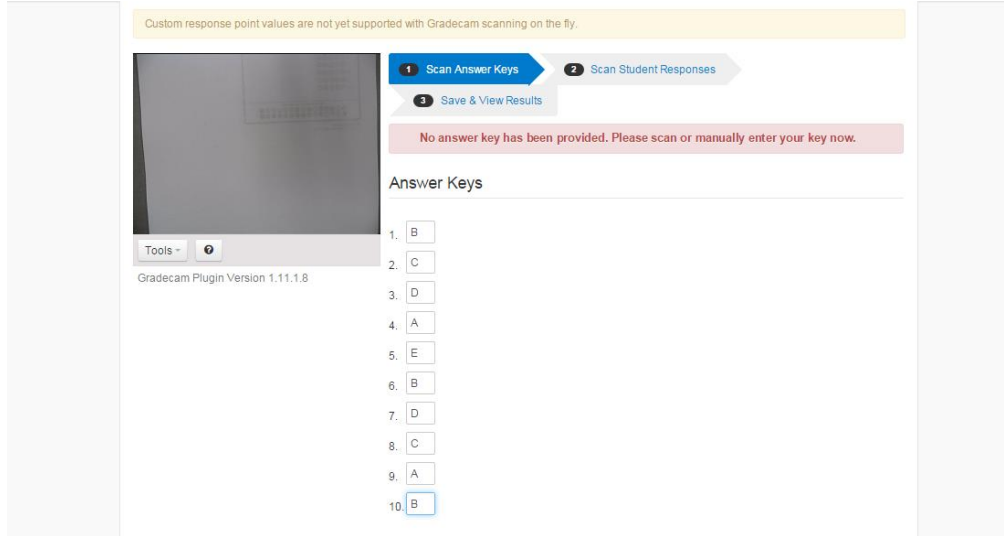 Custom response point values are not yet supported with Gradecam scanning on the fly.
1 Scan Answer Keys
2 Scan Student Responses
3 Save & View Results
No answer key has been provided. Please scan or manually enter your key now.
Answer Keys
Tools
Gradecam Plugin Version 1.11.1.8
1. B
2. C
3. D
4. A
5. E
6. B
7. D
8. C
9. A
10. B